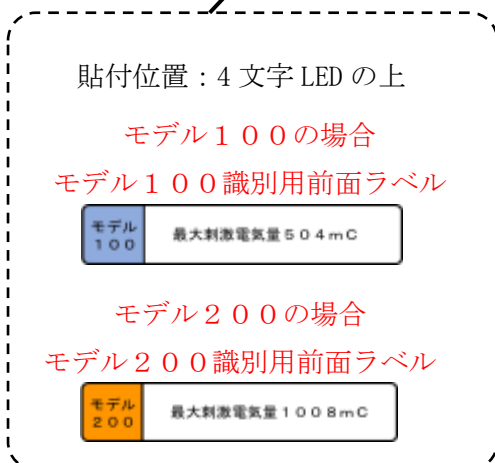 貼付位置：4 文字 LED の上
モデル１００の場合
モデル１００識別用前面ラベル
モデル
１００
最大刺激電気量５０４ｍＣ
モデル２００の場合
モデル２００識別用前面ラベル
モデル
２００
最大刺激電気量１００８ｍＣ